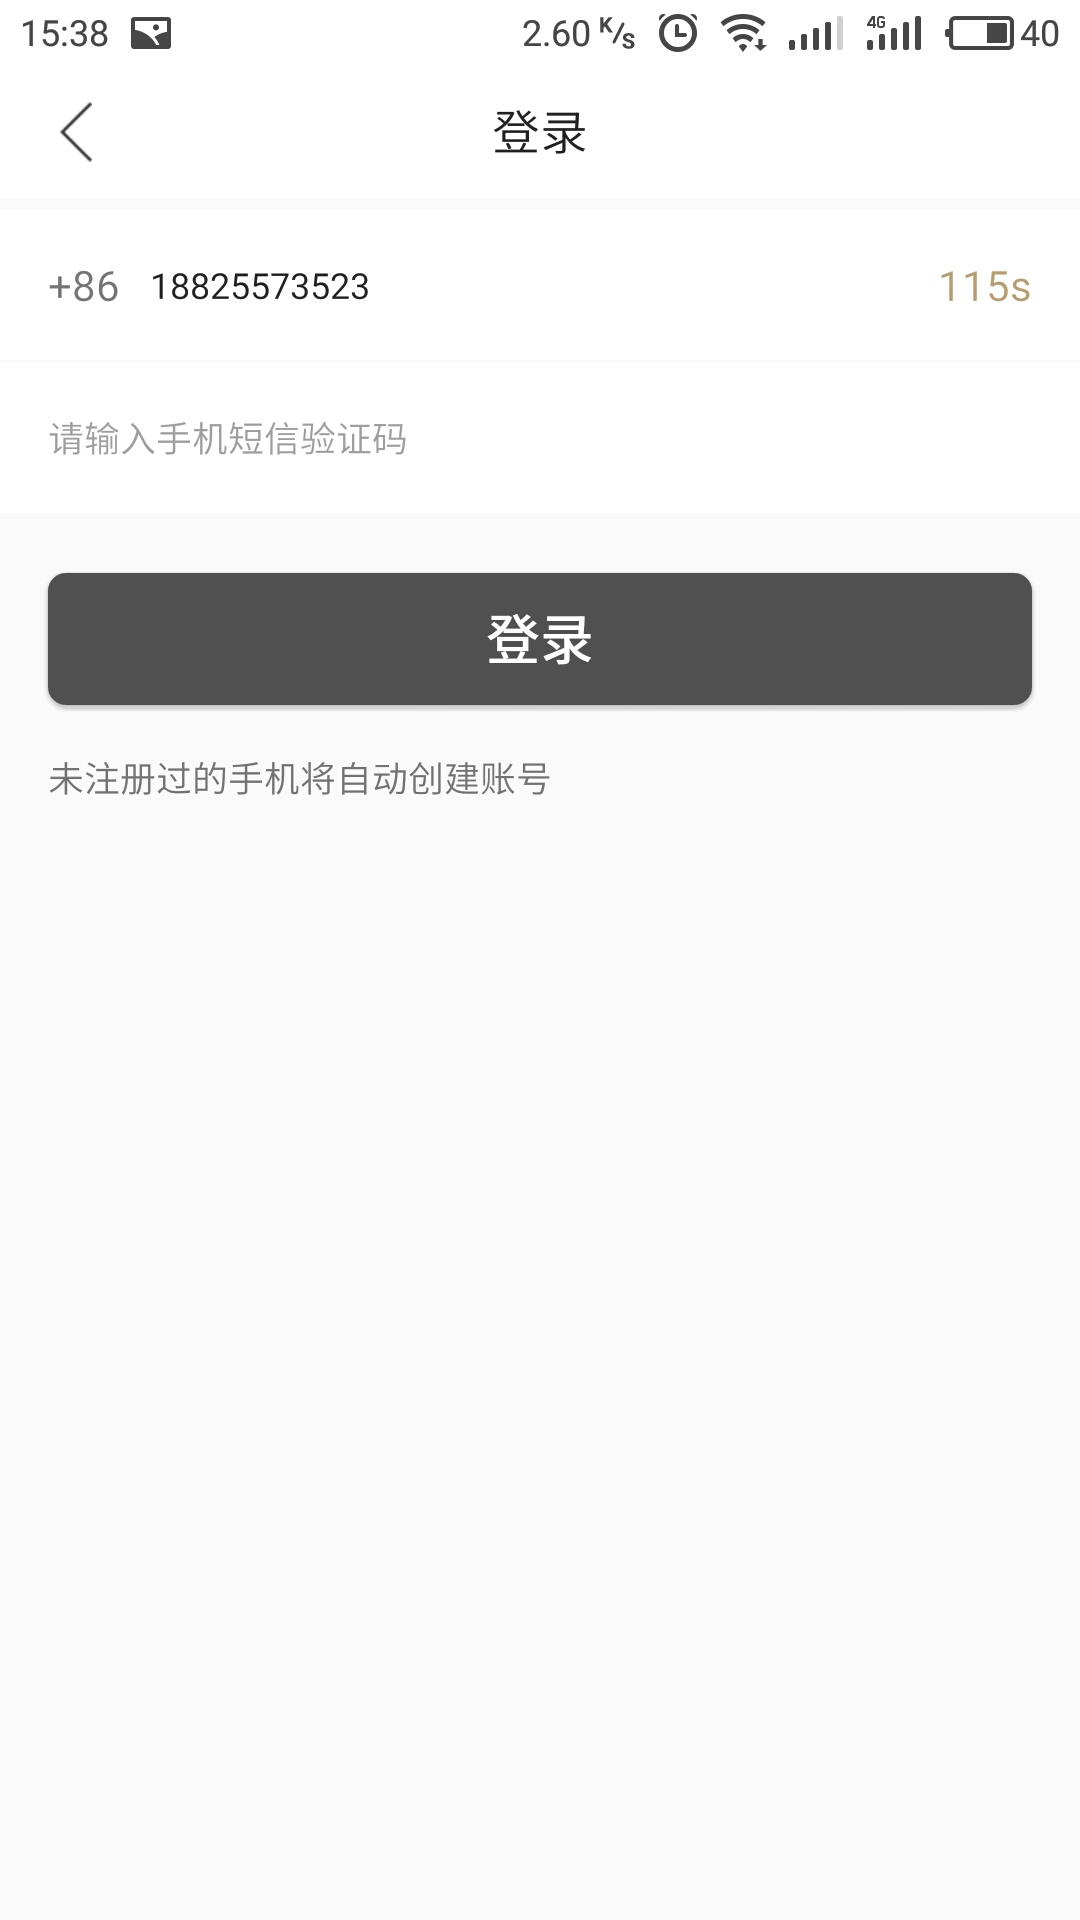 15:38 2.60 K/s 4G 40
登录
+86 18825573523 115s
请输入手机短信验证码
登录
未注册过的手机将自动创建账号